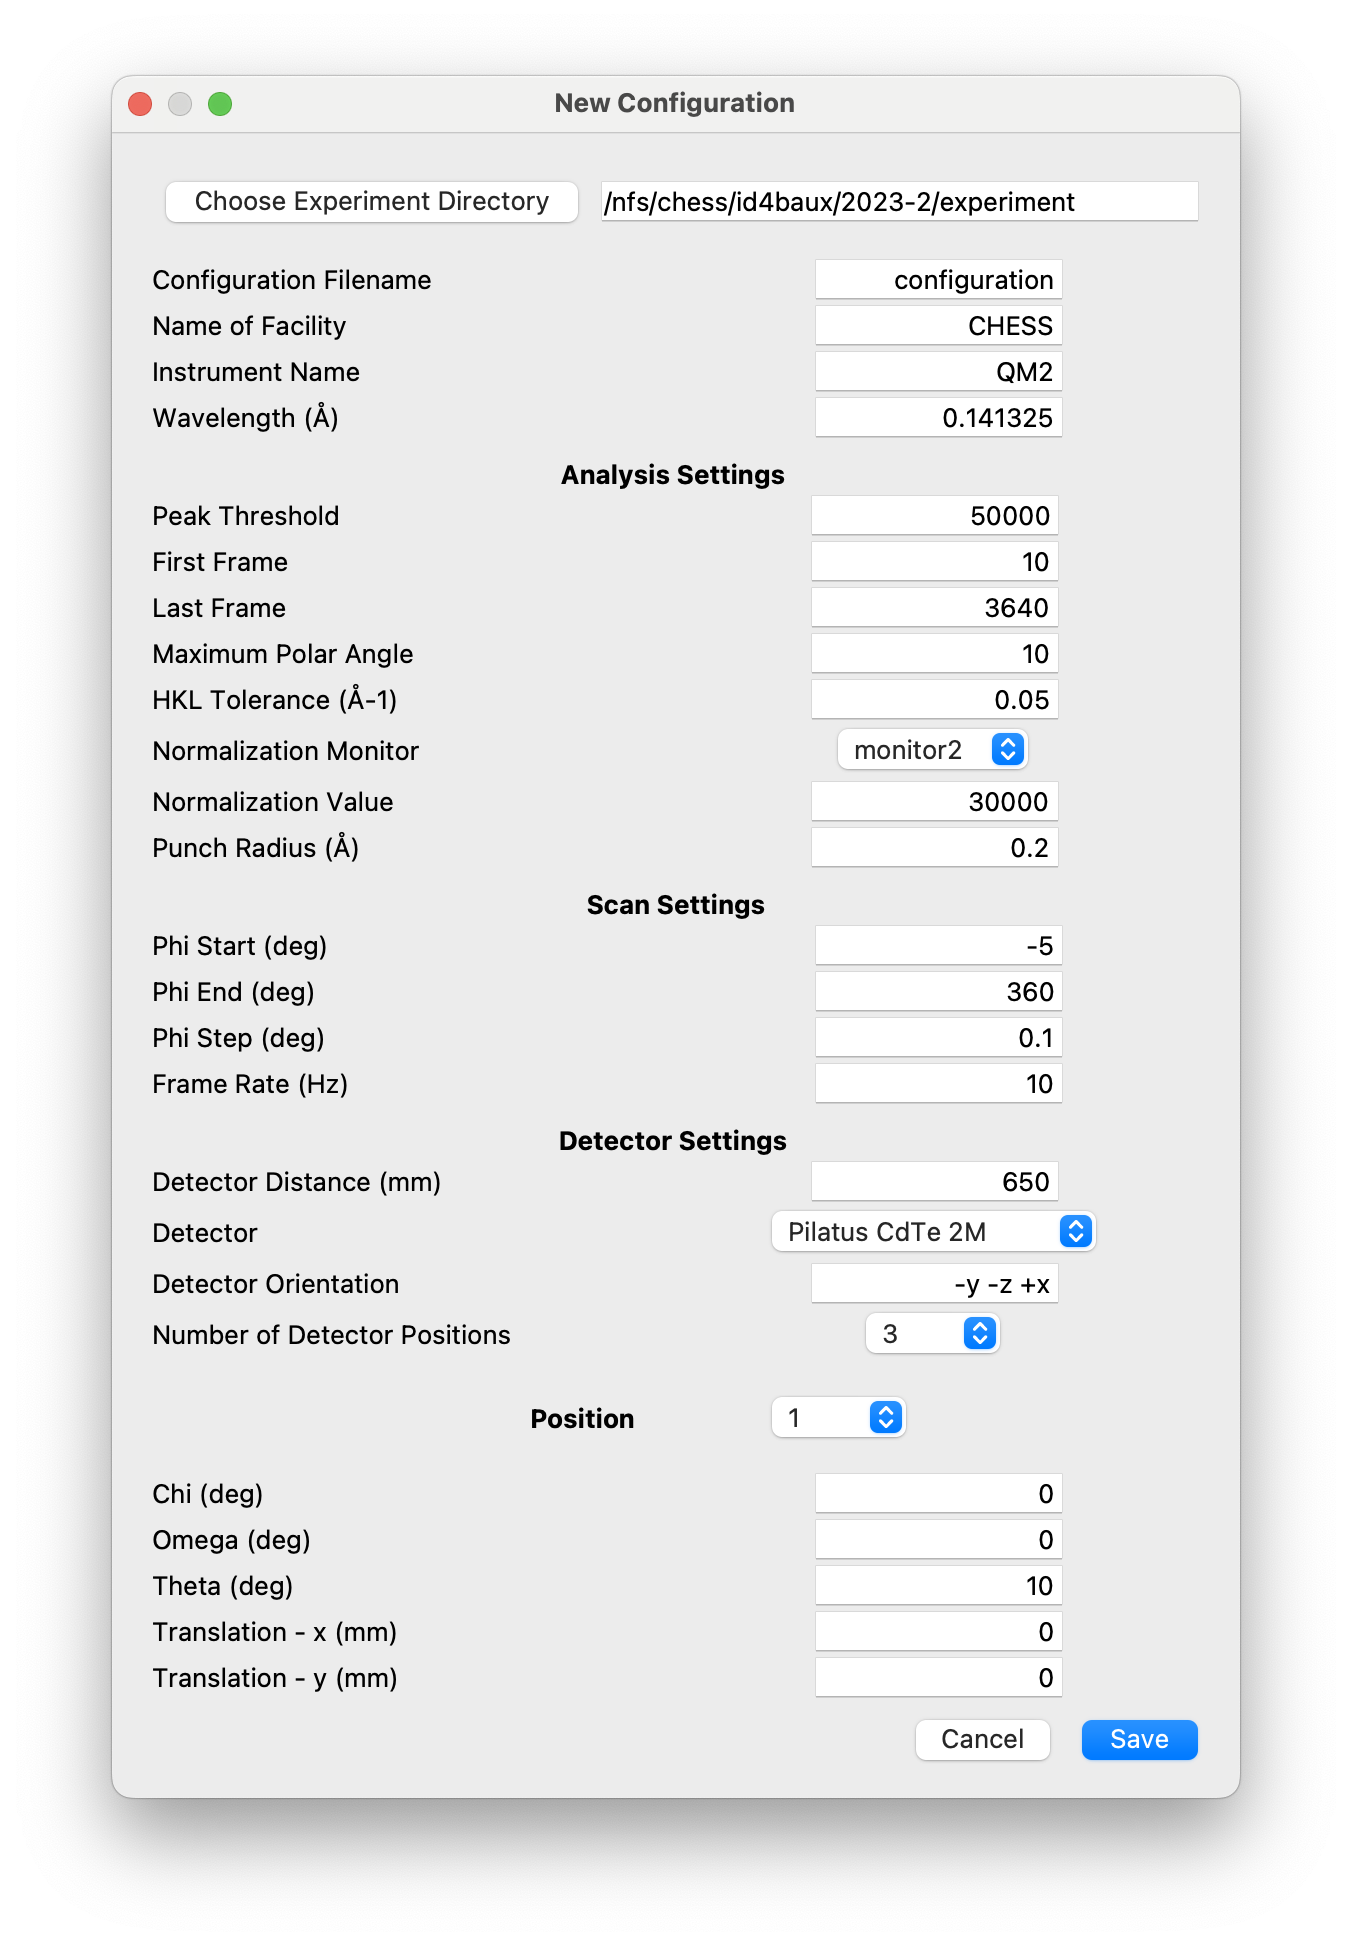 New Configuration
Choose Experiment Directory /nfs/chess/id4baux/2023-2/experiment
Configuration Filename configuration
Name of Facility CHESS
Instrument Name QM2
Wavelength (Å) 0.141325
Analysis Settings
Peak Threshold 50000
First Frame 10
Last Frame 3640
Maximum Polar Angle 10
HKL Tolerance (Å-1) 0.05
Normalization Monitor monitor2
Normalization Value 30000
Punch Radius (Å) 0.2
Scan Settings
Phi Start (deg) -5
Phi End (deg) 360
Phi Step (deg) 0.1
Frame Rate (Hz) 10
Detector Settings
Detector Distance (mm) 650
Detector Pilatus CdTe 2M
Detector Orientation -y -z +x
Number of Detector Positions 3
Position 1
Chi (deg) 0
Omega (deg) 0
Theta (deg) 10
Translation - x (mm) 0
Translation - y (mm) 0
Cancel Save